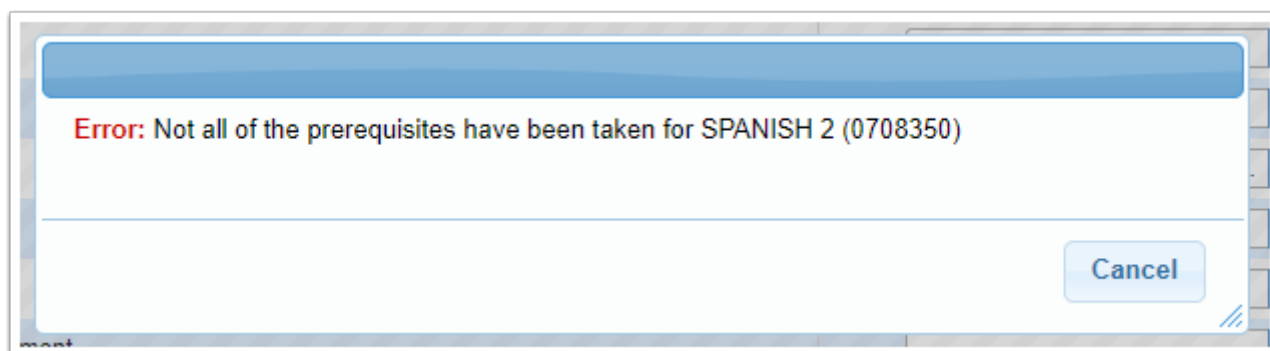 Error: Not all of the prerequisites have been taken for SPANISH 2 (0708350)
Cancel